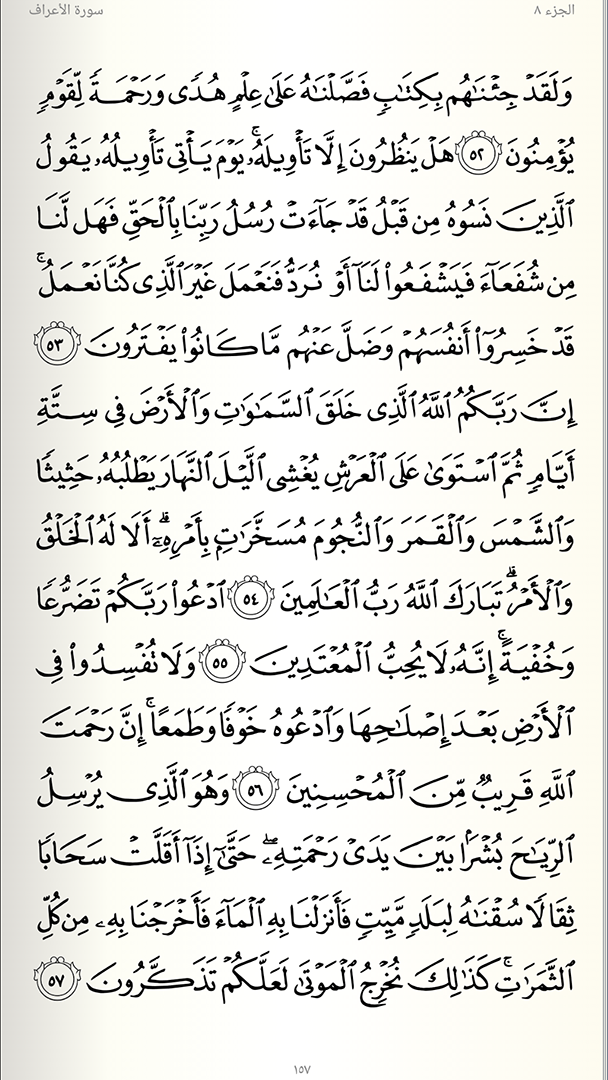 الجزء ٨
سورة الأعراف
وَلَقَدْ جِئْنَٰهُم بِكِتَٰبٍ فَصَّلْنَٰهُ عَلَىٰ عِلْمٍ هُدًى وَرَحْمَةً لِّقَوْمٍ
يُؤْمِنُونَ ٥٢ هَلْ يَنظُرُونَ إِلَّا تَأْوِيلَهُۥ ۚ يَوْمَ يَأْتِى تَأْوِيلُهُۥ يَقُولُ
ٱلَّذِينَ نَسُوهُ مِن قَبْلُ قَدْ جَآءَتْ رُسُلُ رَبِّنَا بِٱلْحَقِّ فَهَل لَّنَا
مِن شُفَعَآءَ فَيَشْفَعُوا۟ لَنَآ أَوْ نُرَدُّ فَنَعْمَلَ غَيْرَ ٱلَّذِى كُنَّا نَعْمَلُ ۚ
قَدْ خَسِرُوٓا۟ أَنفُسَهُمْ وَضَلَّ عَنْهُم مَّا كَانُوا۟ يَفْتَرُونَ ٥٣
إِنَّ رَبَّكُمُ ٱللَّهُ ٱلَّذِى خَلَقَ ٱلسَّمَٰوَٰتِ وَٱلْأَرْضَ فِى سِتَّةِ
أَيَّامٍ ثُمَّ ٱسْتَوَىٰ عَلَى ٱلْعَرْشِ يُغْشِى ٱلَّيْلَ ٱلنَّهَارَ يَطْلُبُهُۥ حَثِيثًا
وَٱلشَّمْسَ وَٱلْقَمَرَ وَٱلنُّجُومَ مُسَخَّرَٰتٍۭ بِأَمْرِهِۦٓ ۗ أَلَا لَهُ ٱلْخَلْقُ
وَٱلْأَمْرُ ۗ تَبَارَكَ ٱللَّهُ رَبُّ ٱلْعَٰلَمِينَ ٥٤ ٱدْعُوا۟ رَبَّكُمْ تَضَرُّعًا
وَخُفْيَةً ۚ إِنَّهُۥ لَا يُحِبُّ ٱلْمُعْتَدِينَ ٥٥ وَلَا تُفْسِدُوا۟ فِى
ٱلْأَرْضِ بَعْدَ إِصْلَٰحِهَا وَٱدْعُوهُ خَوْفًا وَطَمَعًا ۚ إِنَّ رَحْمَتَ
ٱللَّهِ قَرِيبٌ مِّنَ ٱلْمُحْسِنِينَ ٥٦ وَهُوَ ٱلَّذِى يُرْسِلُ
ٱلرِّيَٰحَ بُشْرًۢا بَيْنَ يَدَىْ رَحْمَتِهِۦ ۖ حَتَّىٰٓ إِذَآ أَقَلَّتْ سَحَابًا
ثِقَالًا سُقْنَٰهُ لِبَلَدٍ مَّيِّتٍ فَأَنزَلْنَا بِهِ ٱلْمَآءَ فَأَخْرَجْنَا بِهِۦ مِن كُلِّ
ٱلثَّمَرَٰتِ ۚ كَذَٰلِكَ نُخْرِجُ ٱلْمَوْتَىٰ لَعَلَّكُمْ تَذَكَّرُونَ ٥٧
١٥٧